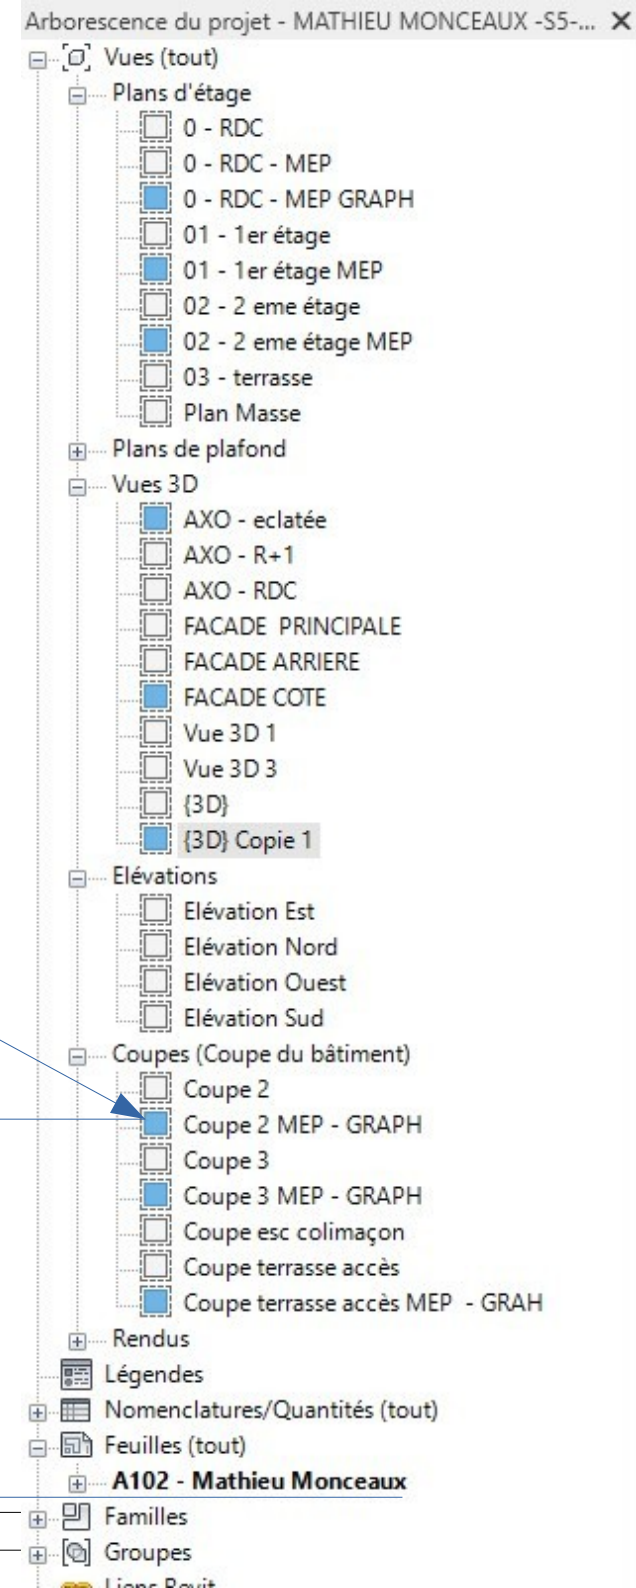 Arborescence du projet - MATHIEU MONCEAUX -S5-...
Vues (tout)
Plans d'étage
0 - RDC
0 - RDC - MEP
0 - RDC - MEP GRAPH
01 - 1er étage
01 - 1er étage MEP
02 - 2 eme étage
02 - 2 eme étage MEP
03 - terrasse
Plan Masse
Plans de plafond
Vues 3D
AXO - eclatée
AXO - R+1
AXO - RDC
FACADE  PRINCIPALE
FACADE ARRIERE
FACADE COTE
Vue 3D 1
Vue 3D 3
{3D}
{3D} Copie 1
Elévations
Elévation Est
Elévation Nord
Elévation Ouest
Elévation Sud
Coupes (Coupe du bâtiment)
Coupe 2
Coupe 2 MEP - GRAPH
Coupe 3
Coupe 3 MEP - GRAPH
Coupe esc colimaçon
Coupe terrasse accès
Coupe terrasse accès MEP  - GRAH
Rendus
Légendes
Nomenclatures/Quantités (tout)
Feuilles (tout)
A102 - Mathieu Monceaux
Familles
Groupes
Liens Revit